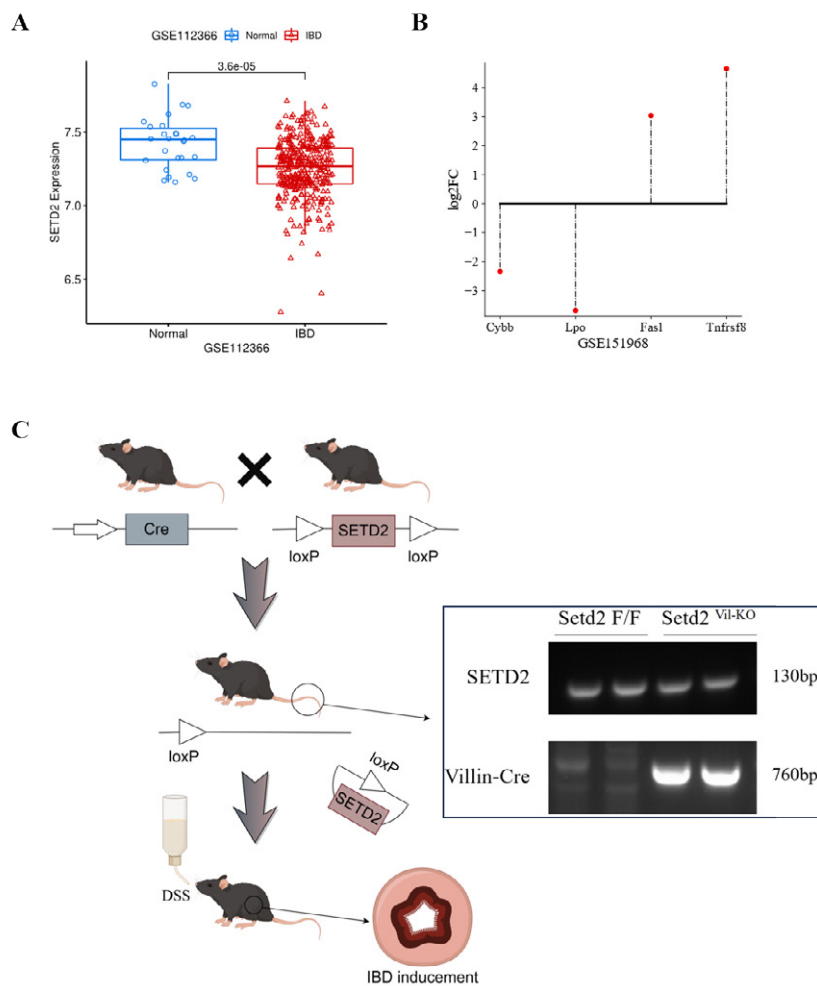 A
GSE112366 Normal IBD
3.6e-05
7.5
7.0
6.5
SETD2 Expression
Normal IBD
GSE112366
B
4
3
2
1
0
−1
−2
−3
log2FC
Cybb Lpo Fasl Tnfrsf8
GSE151968
C
Cre
SETD2
loxP loxP
Setd2 F/F Setd2 Vil-KO
SETD2 130bp
Villin-Cre 760bp
loxP
loxP
SETD2
DSS
IBD inducement